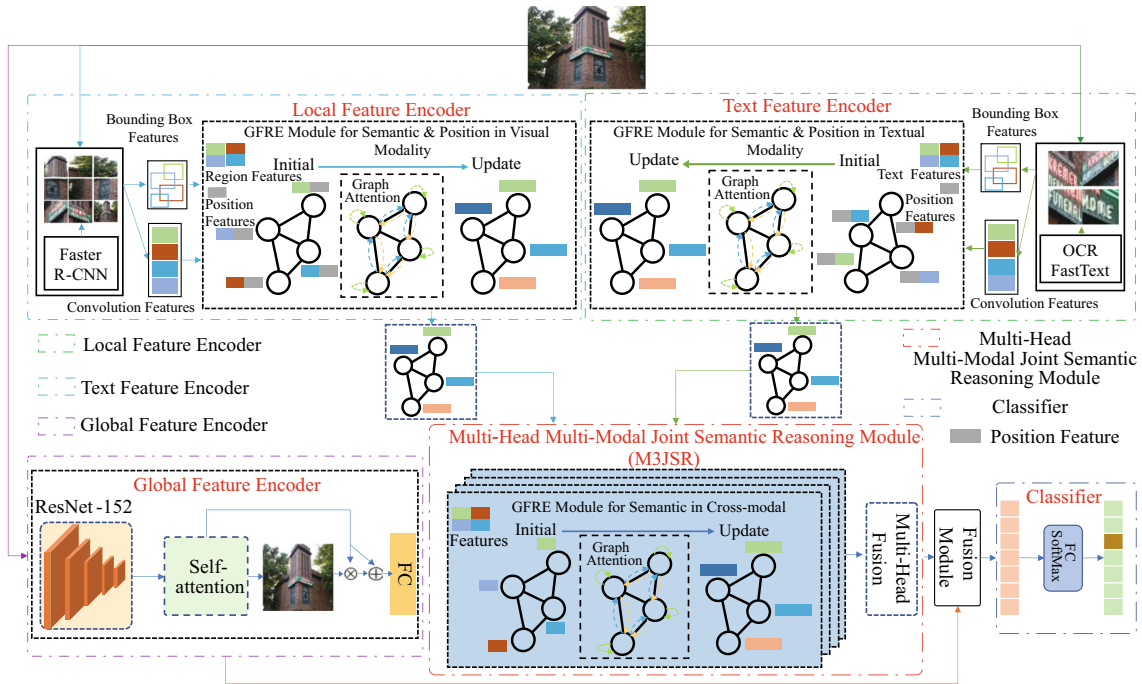 Local Feature Encoder
Text Feature Encoder
Bounding Box
Features
GFRE Module for Semantic & Position in Visual
Modality
Initial
Update
Region Features
Position
Features
Graph
Attention
Faster
R-CNN
Convolution Features
GFRE Module for Semantic & Position in Textual
Modality
Update
Initial
Text Features
Position
Features
Graph
Attention
Bounding Box
Features
FUNERAL
HOME
OCR
FastText
Convolution Features
Local Feature Encoder
Text Feature Encoder
Global Feature Encoder
Multi-Head
Multi-Modal Joint Semantic
Reasoning Module
Classifier
Position Feature
Global Feature Encoder
ResNet -152
Self-
attention
FC
Multi-Head Multi-Modal Joint Semantic Reasoning Module
(M3JSR)
GFRE Module for Semantic in Cross-modal
Initial
Update
Features
Graph
Attention
Multi-Head
Fusion
Fusion
Module
Classifier
FC
SoftMax